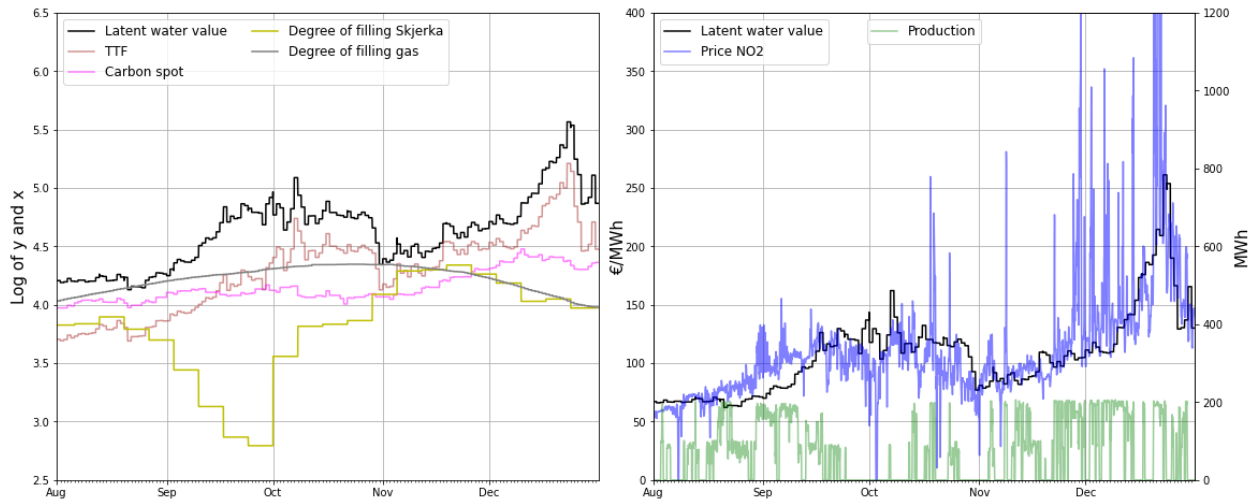 6.5
6.0
5.5
5.0
4.5
4.0
3.5
3.0
2.5
Log of y and x
Latent water value
TTF
Carbon spot
Degree of filling Skjerka
Degree of filling gas
Aug
Sep
Oct
Nov
Dec
400
350
300
250
200
150
100
50
0
€/MWh
Latent water value
Price NO2
Production
1200
1000
800
600
400
200
0
MWh
Aug
Sep
Oct
Nov
Dec